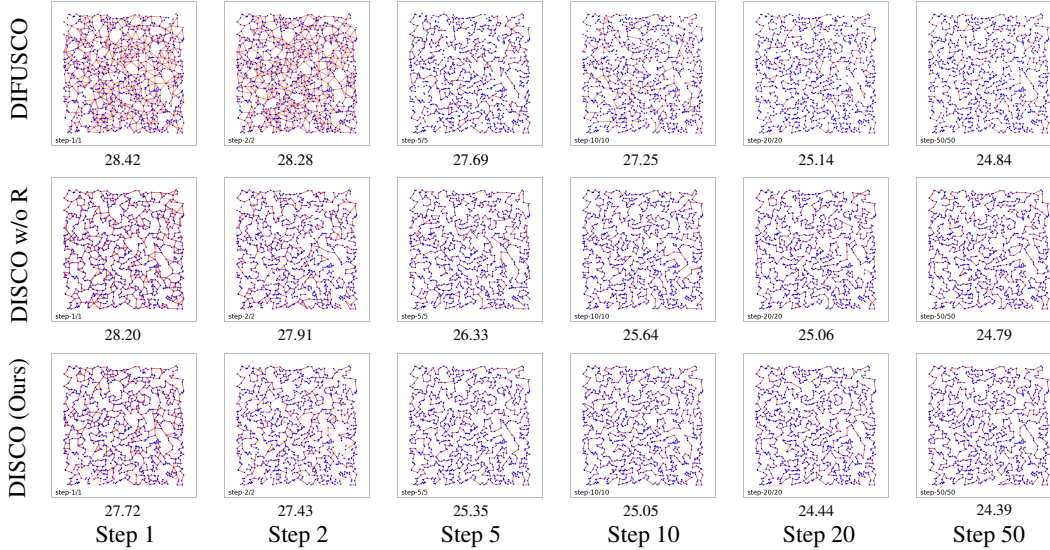 DIFUSCO
step-1/1
step-2/2
step-5/5
step-10/10
step-20/20
step-50/50
28.42
28.28
27.69
27.25
25.14
24.84
DISCO w/o R
step-1/1
step-2/2
step-5/5
step-10/10
step-20/20
step-50/50
28.20
27.91
26.33
25.64
25.06
24.79
DISCO (Ours)
step-1/1
step-2/2
step-5/5
step-10/10
step-20/20
step-50/50
27.72
27.43
25.35
25.05
24.44
24.39
Step 1
Step 2
Step 5
Step 10
Step 20
Step 50